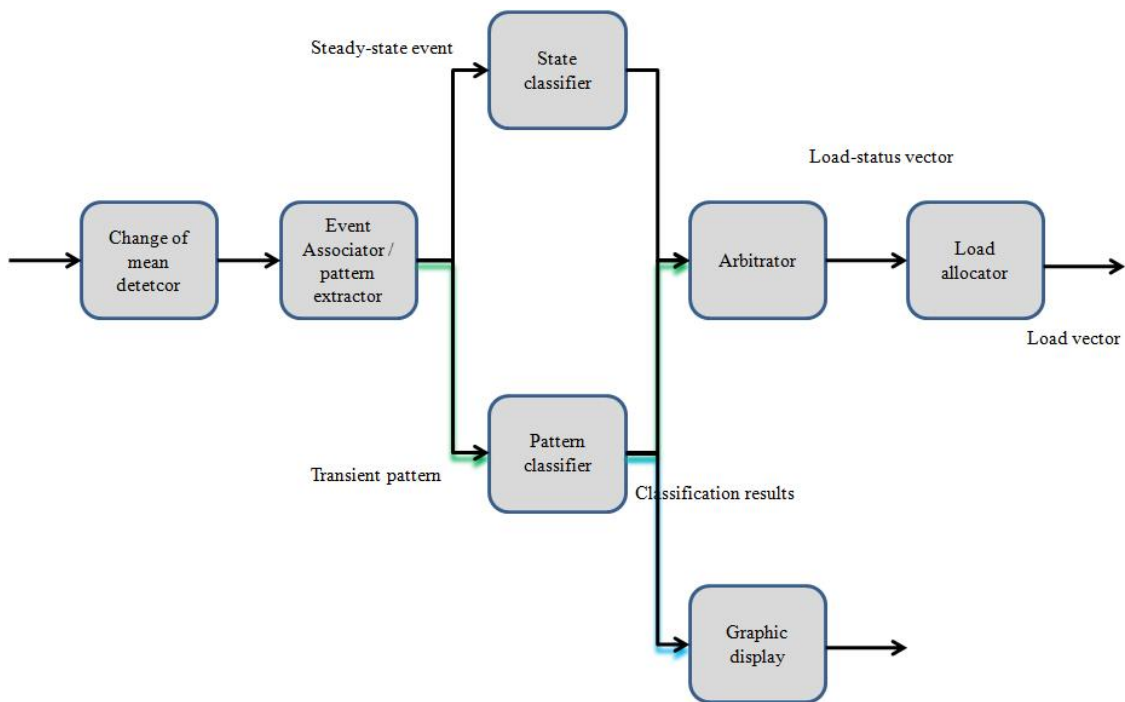 Steady-state event
State
classifier
Load-status vector
Change of
mean
detetcor
Event
Associator /
pattern
extractor
Arbitrator
Load
allocator
Load vector
Transient pattern
Pattern
classifier
Classification results
Graphic
display